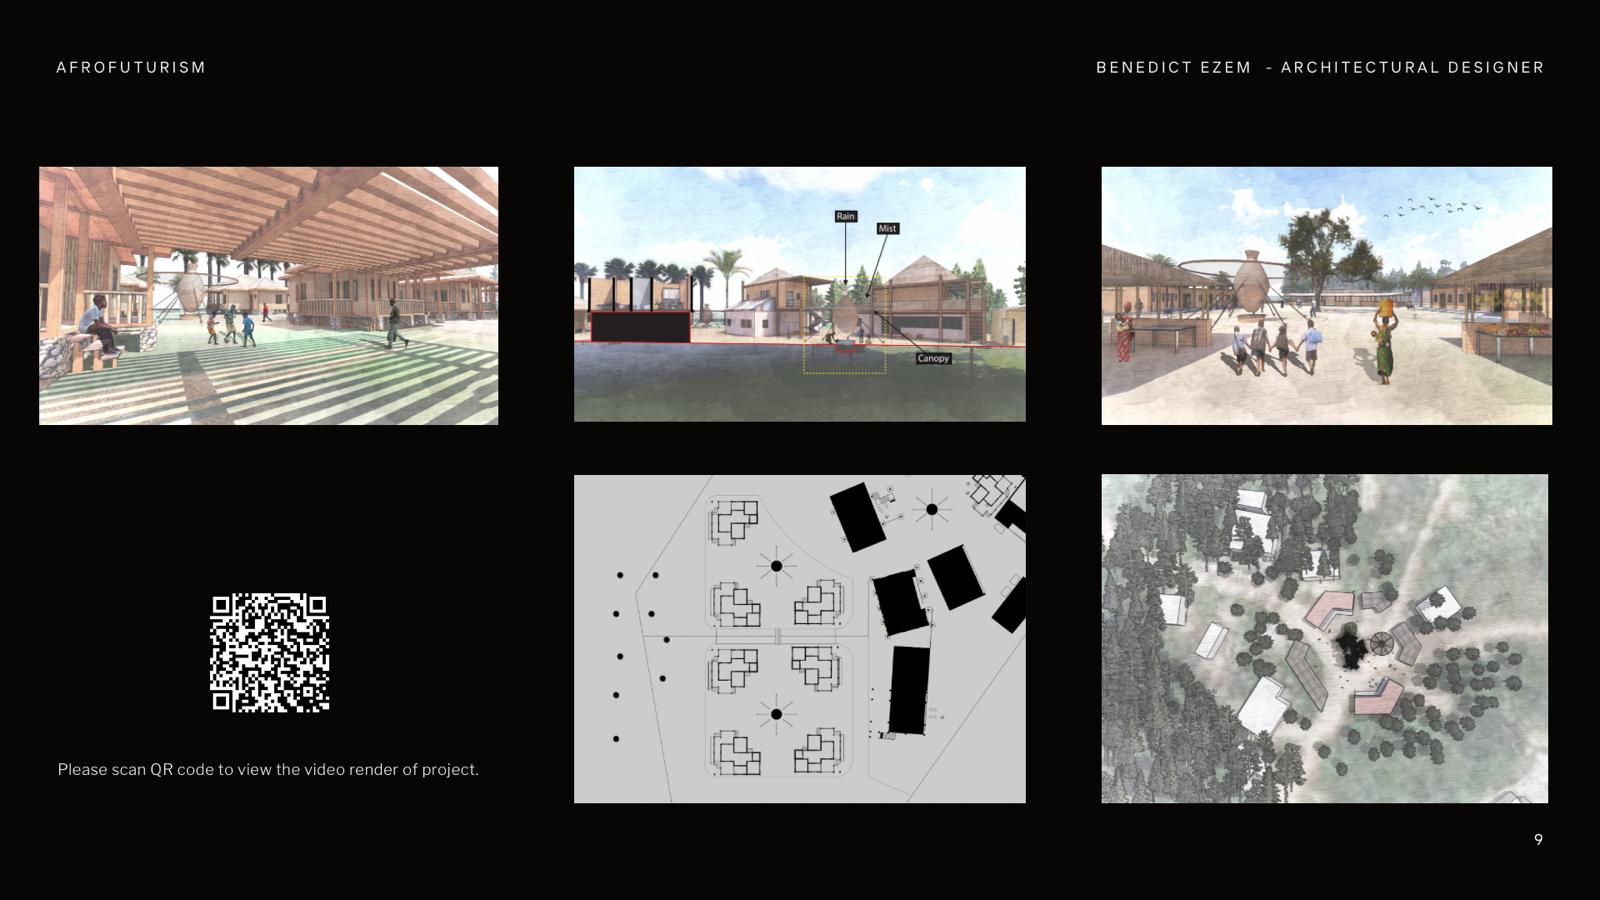 AFROFUTURISM
BENEDICT EZEM - ARCHITECTURAL DESIGNER
Rain
Mist
Canopy
Please scan QR code to view the video render of project.
9